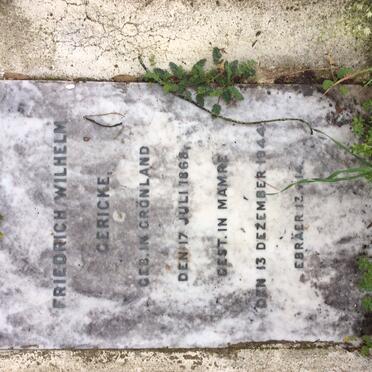 FRIEDRICH WILHELM
GERICKE,
GEB. IN GRÖNLAND
DEN 17 JULI 1868,
GEST. IN MAMRE
DEN 13 DEZEMBER 1944.
EBRÄER 12, 14.